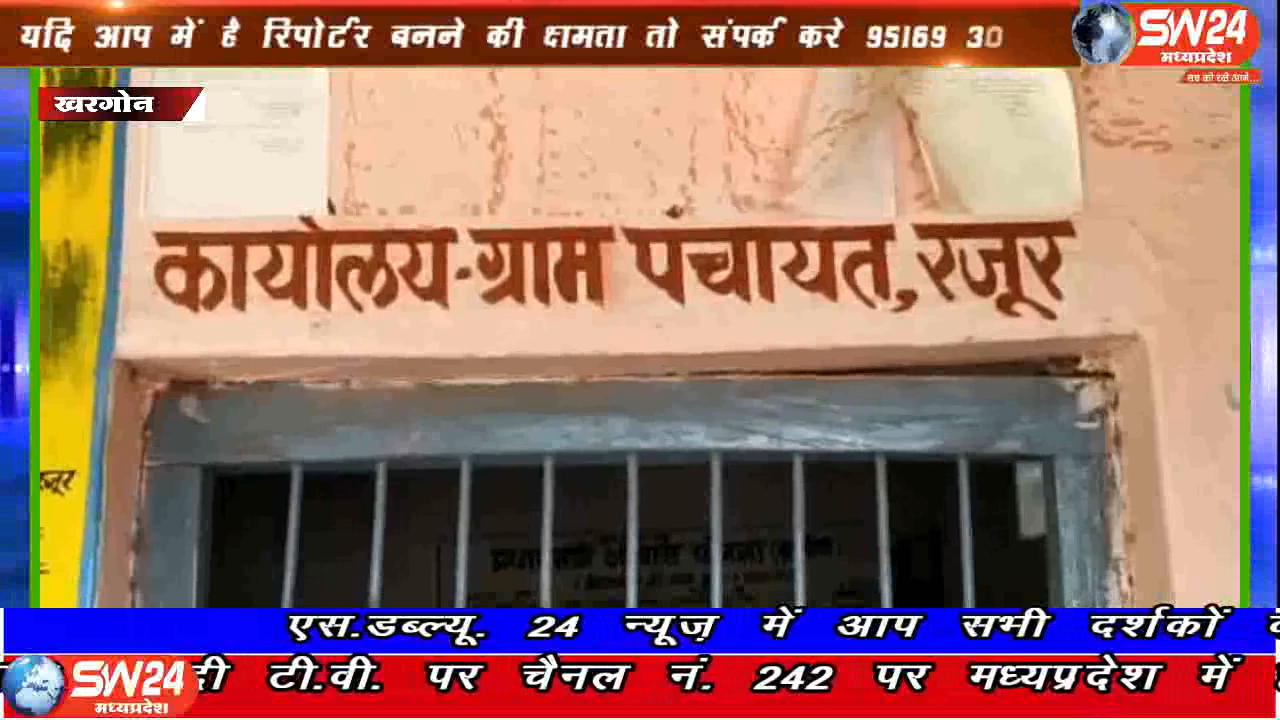 यदि आप में है रिपोर्टर बनने की क्षमता तो संपर्क करे 95169 30
SW24
मध्यप्रदेश
खरगोन
कार्यालय-ग्राम पंचायत, रजूर
रजूर
एस.डब्ल्यू. 24 न्यूज़ में आप सभी दर्शकों
SW24
मध्यप्रदेश
दी टी.वी. पर चैनल नं. 242 पर मध्यप्रदेश में